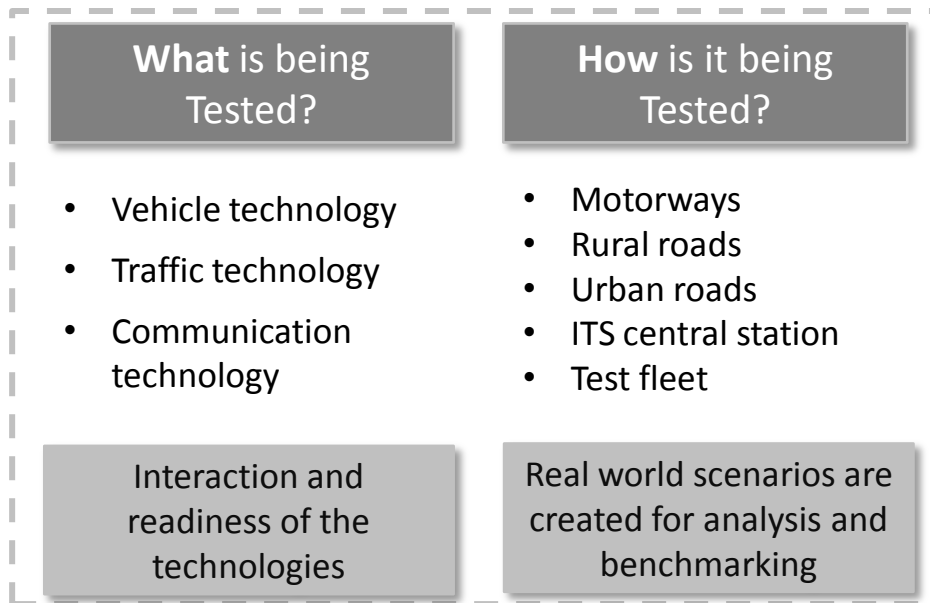 What is being
Tested?
• Vehicle technology
• Traffic technology
• Communication
technology
Interaction and
readiness of the
technologies
How is it being
Tested?
• Motorways
• Rural roads
• Urban roads
• ITS central station
• Test fleet
Real world scenarios are
created for analysis and
benchmarking